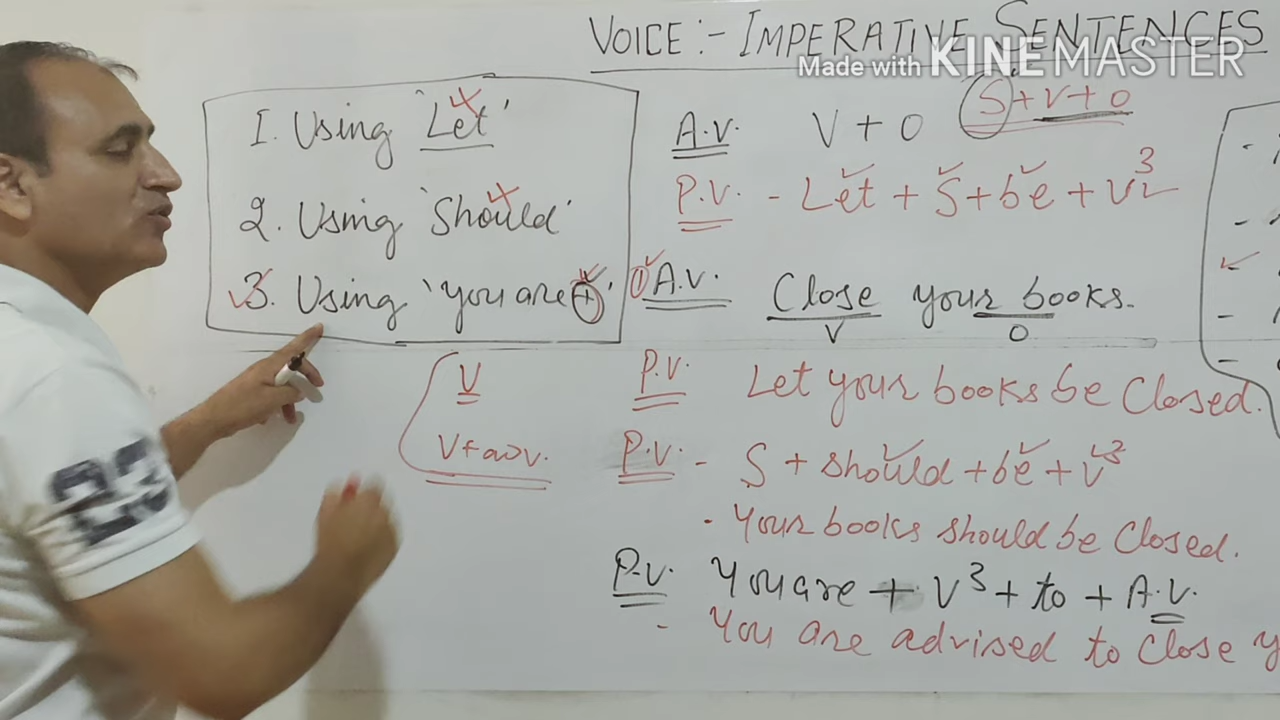 VOICE :- IMPERATIVE SENTENCES
Made with KINEMASTER
1. Using 'Let'
2. Using 'Should'
3. Using 'you are +'
A.V. V + O S + V + O
P.V. - Let + S + be + V3
① A.V. Close your books.
V O
P.V. Let your books be Closed.
V
V + adv.
P.V. - S + should + be + V3
. Your books should be Closed.
P.V. You are + V3 + to + A.V.
- You are advised to Close y
23